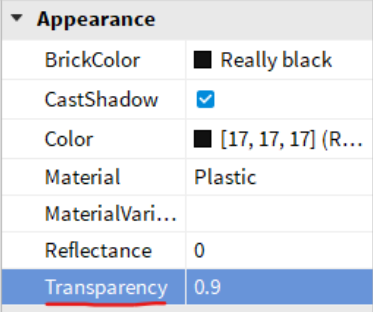 Appearance
BrickColor Really black
CastShadow
Color [17, 17, 17] (R...
Material Plastic
MaterialVari...
Reflectance 0
Transparency 0.9